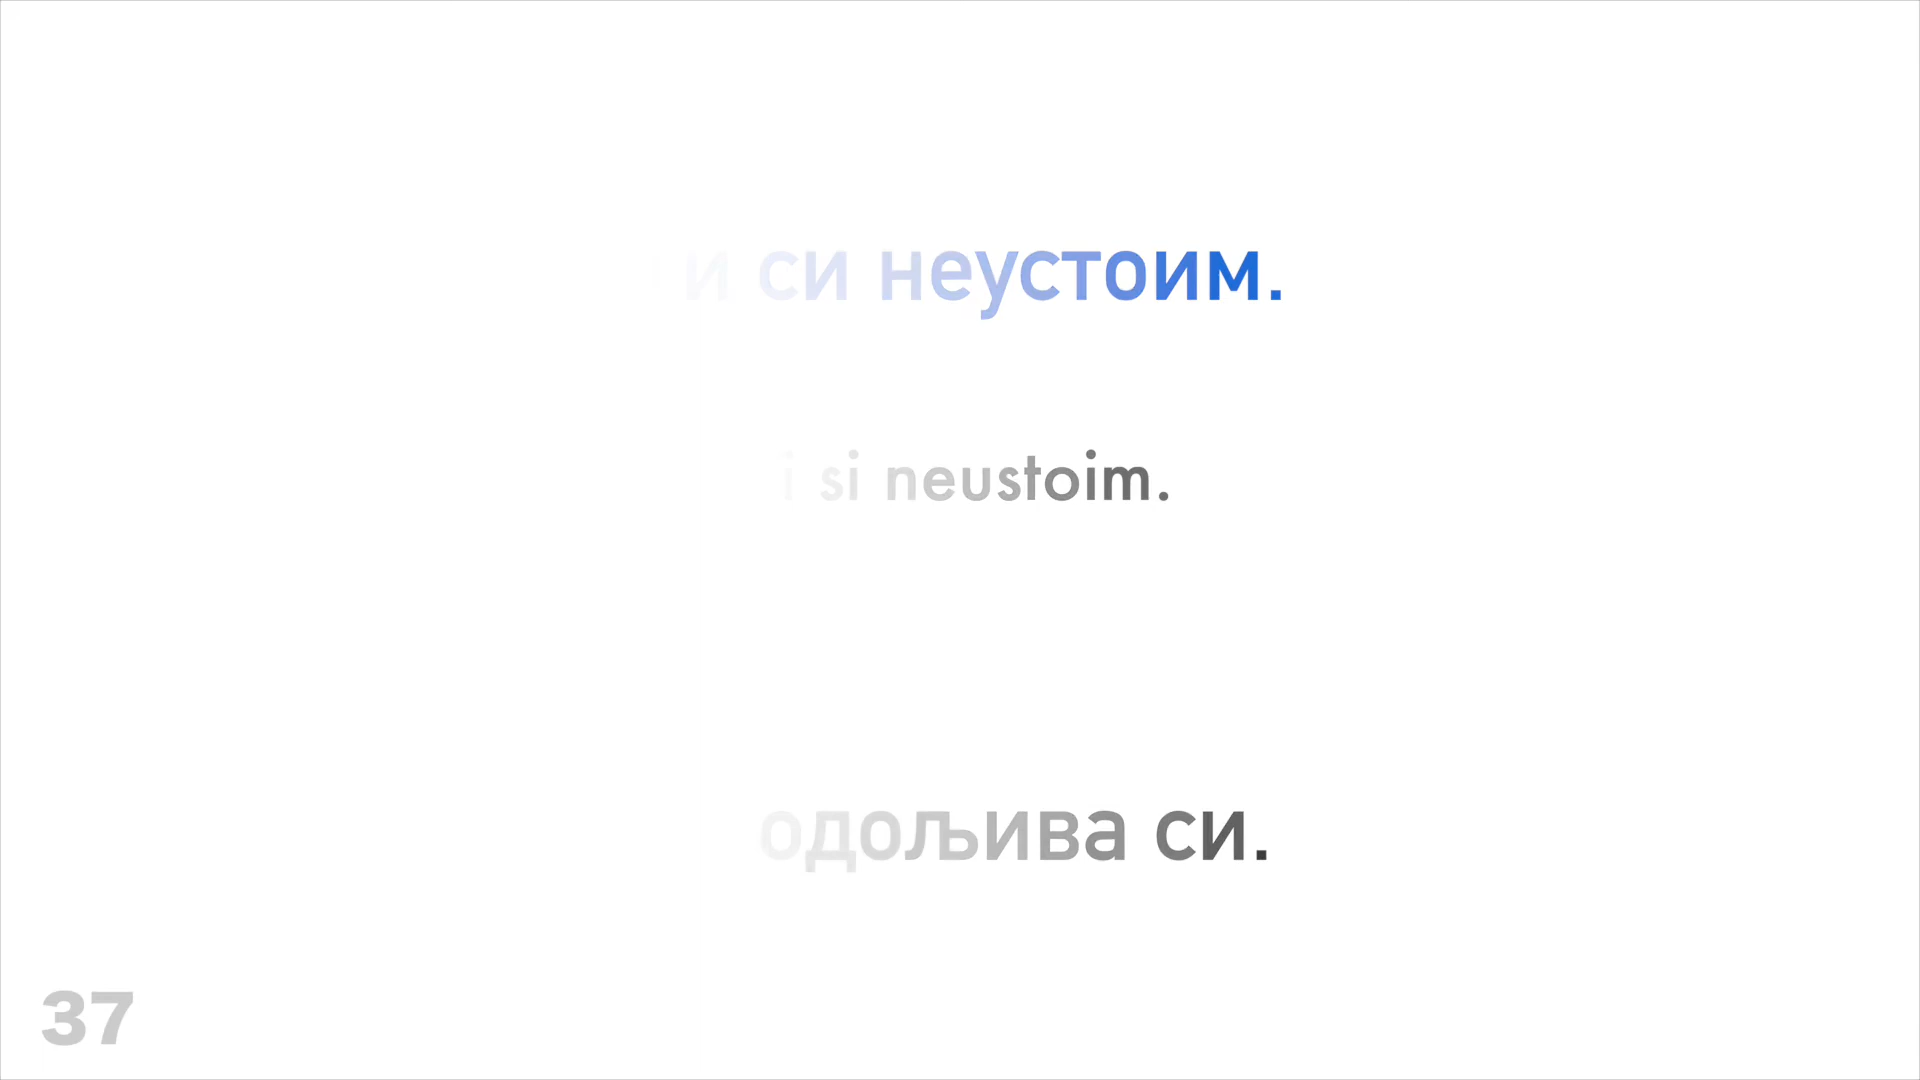 си неустоим.
si neustoim.
одољива си.
37